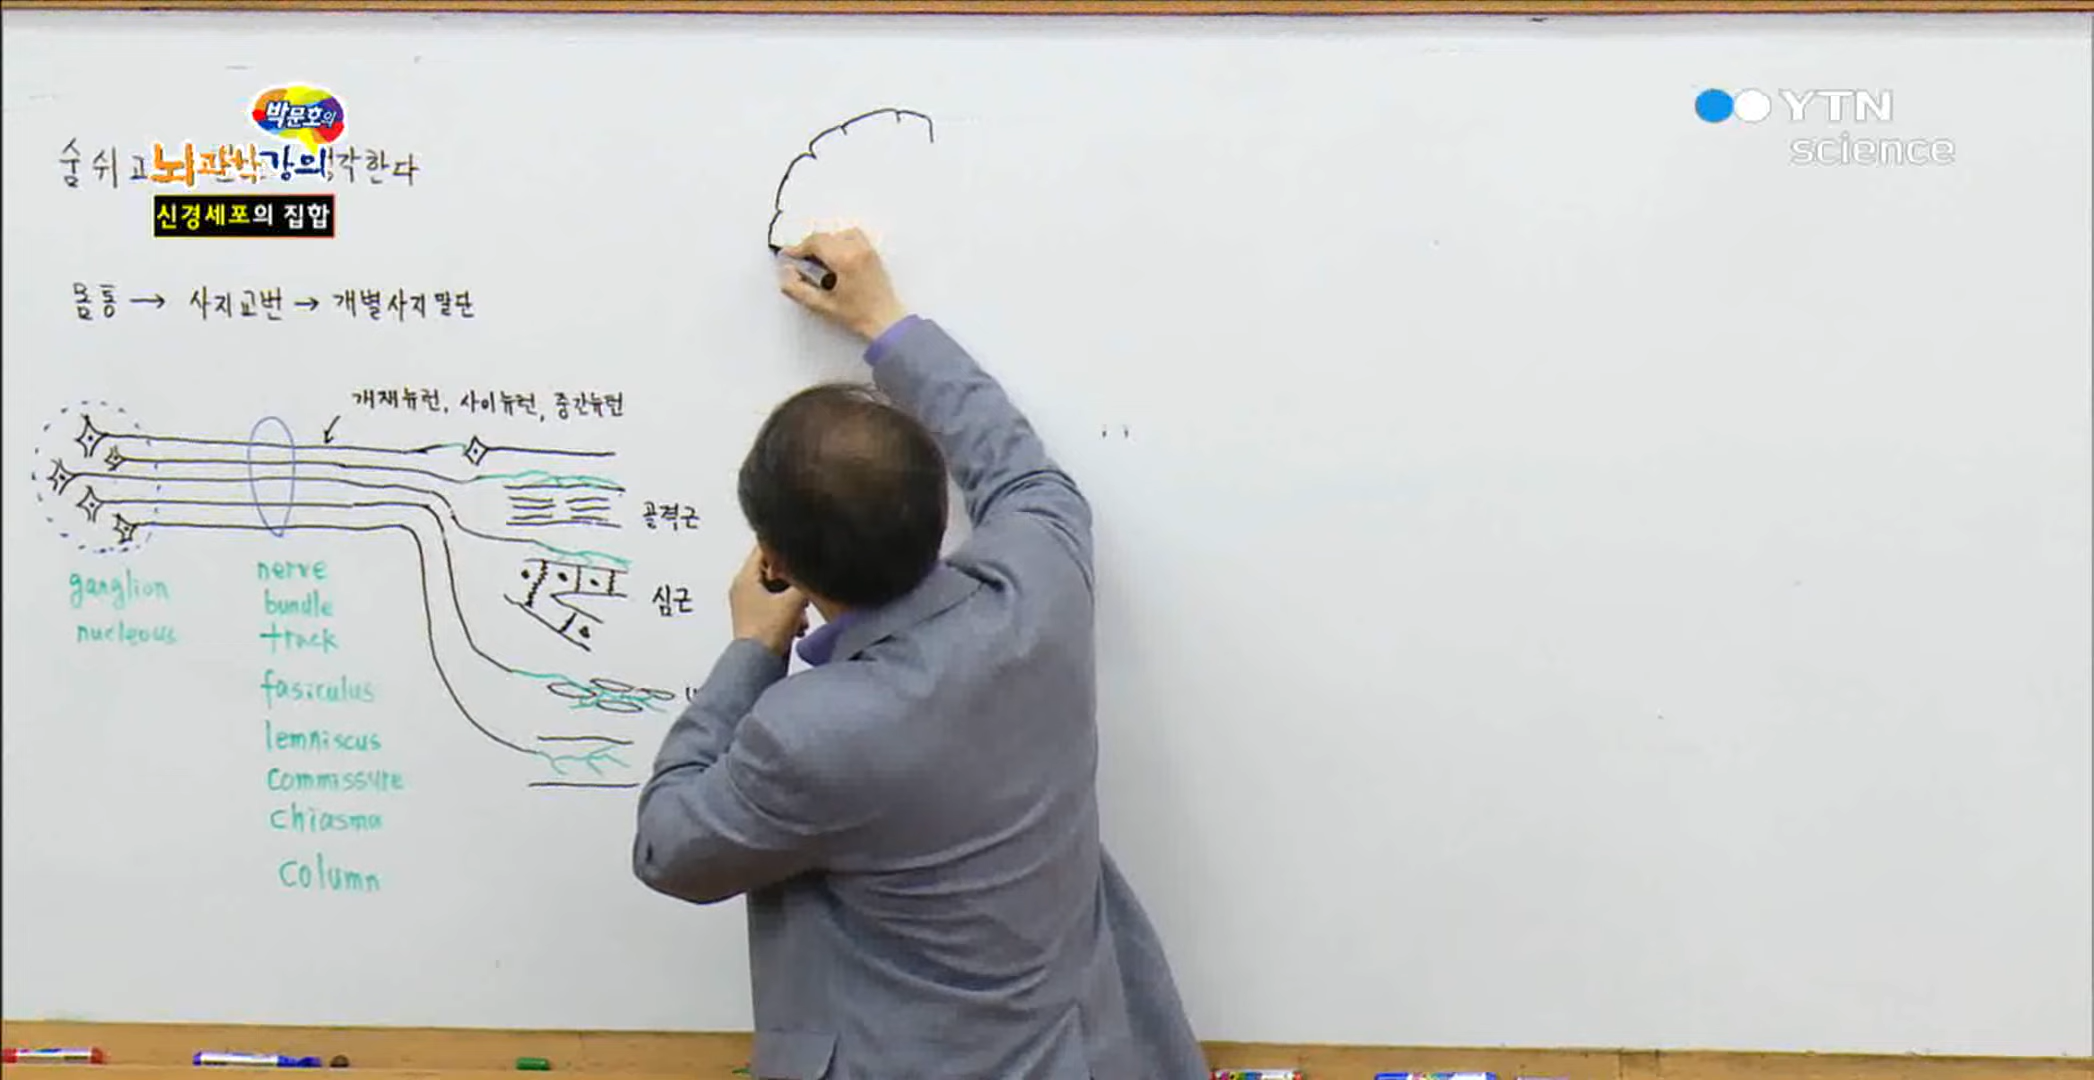 박문호의
숨 쉬고
뇌과학 강의
각한다
신경세포의 집합
YTN
science
몸통 → 사지교번 → 개별사지말단
개재뉴런, 사이뉴런, 중간뉴런
골격근
심근
ganglion
nucleous
nerve
bundle
track
fasiculus
lemniscus
commissure
chiasma
column